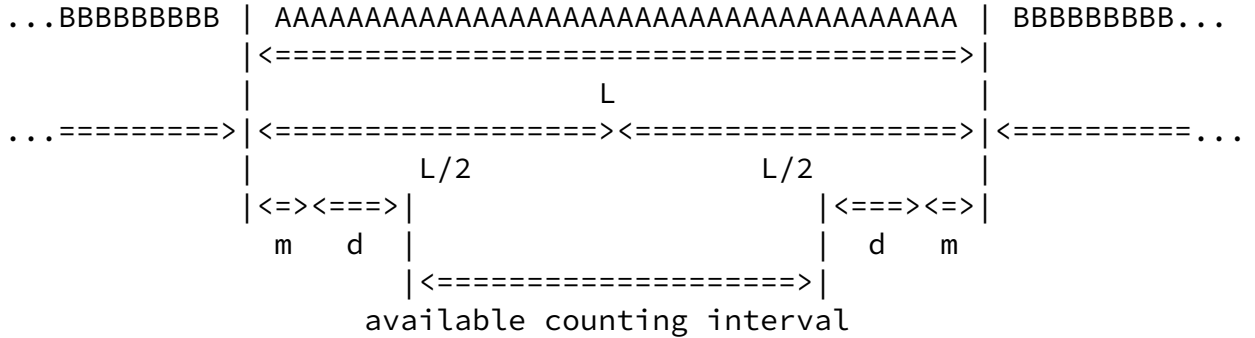 ...BBBBBBBBB | AAAAAAAAAAAAAAAAAAAAAAAAAAAAAAAAAAAAAA | BBBBBBBBB...
|<======================================>|
| L |
...=========>|<==================><==================>|<==========...
| L/2 L/2 |
|<=><===>| |<===><=>|
m d | | d m
|<====================>|
available counting interval